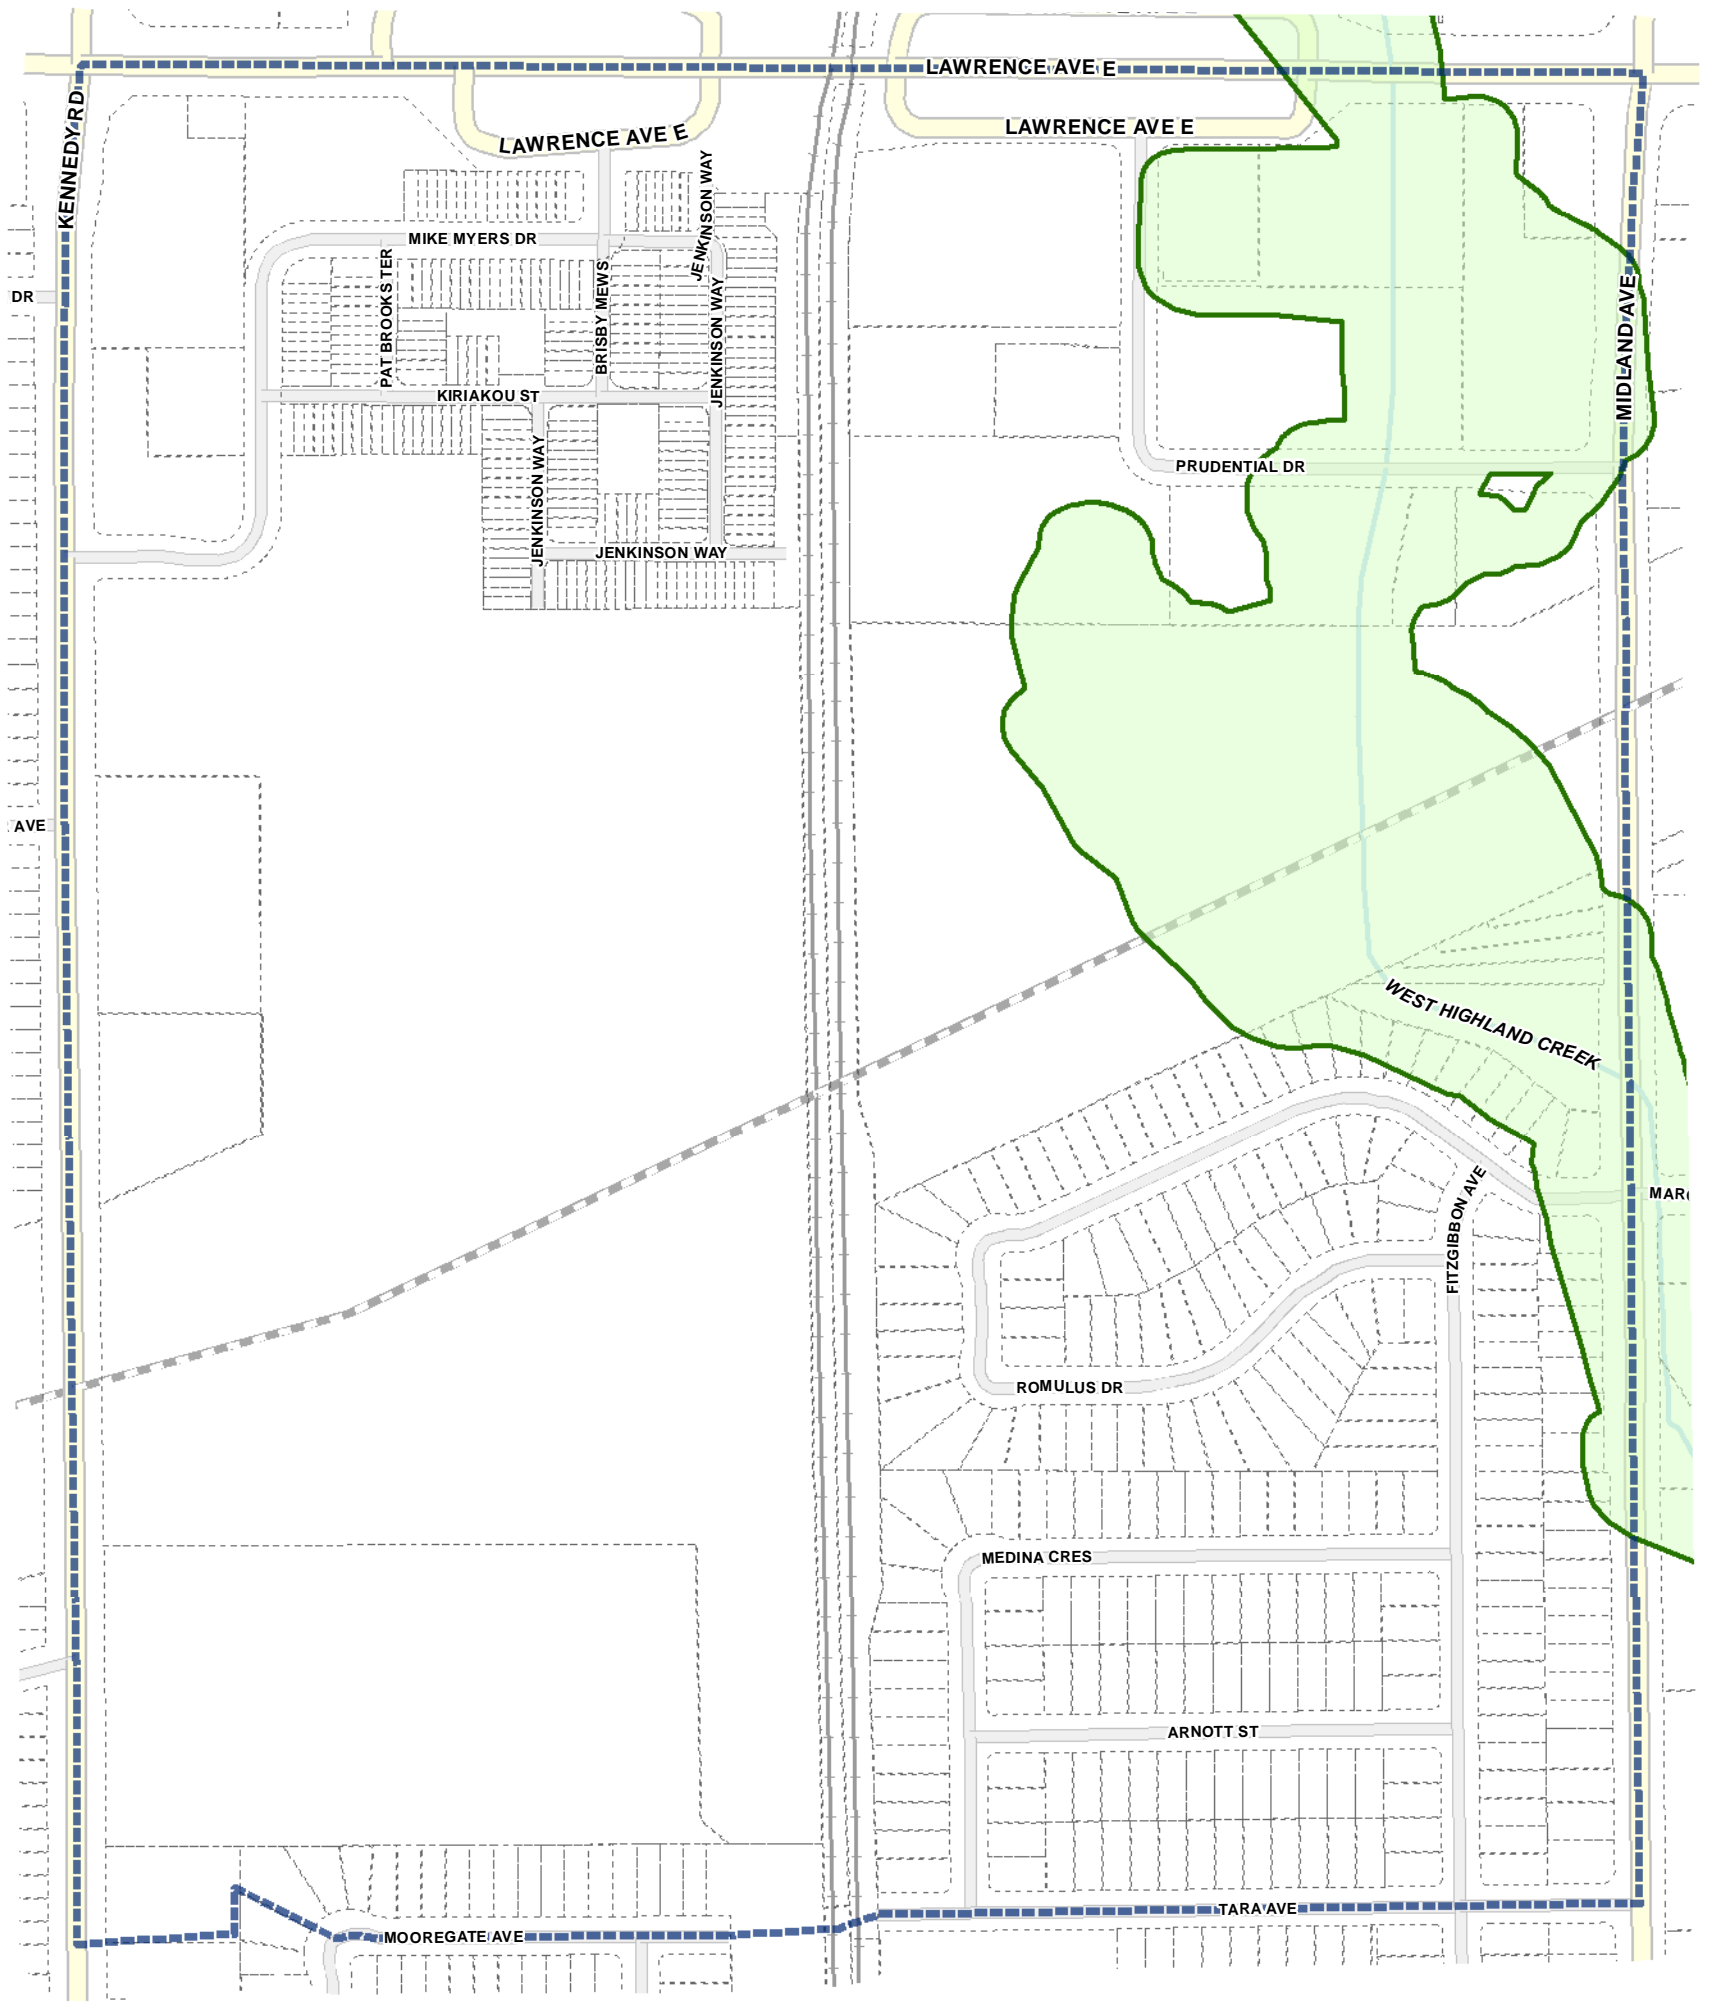 LAWRENCE AVE E
KENNEDY RD
LAWRENCE AVE E
LAWRENCE AVE E
JENKINSON WAY
MIKE MYERS DR
JENKINSON WAY
PAT BROOKS TER
BRISBY MEWS
DR
MIDLAND AVE
KIRIAKOU ST
JENKINSON WAY
PRUDENTIAL DR
JENKINSON WAY
AVE
WEST HIGHLAND CREEK
FITZGIBBON AVE
ROMULUS DR
MEDINA CRES
ARNOTT ST
TARA AVE
MOOREGATE AVE